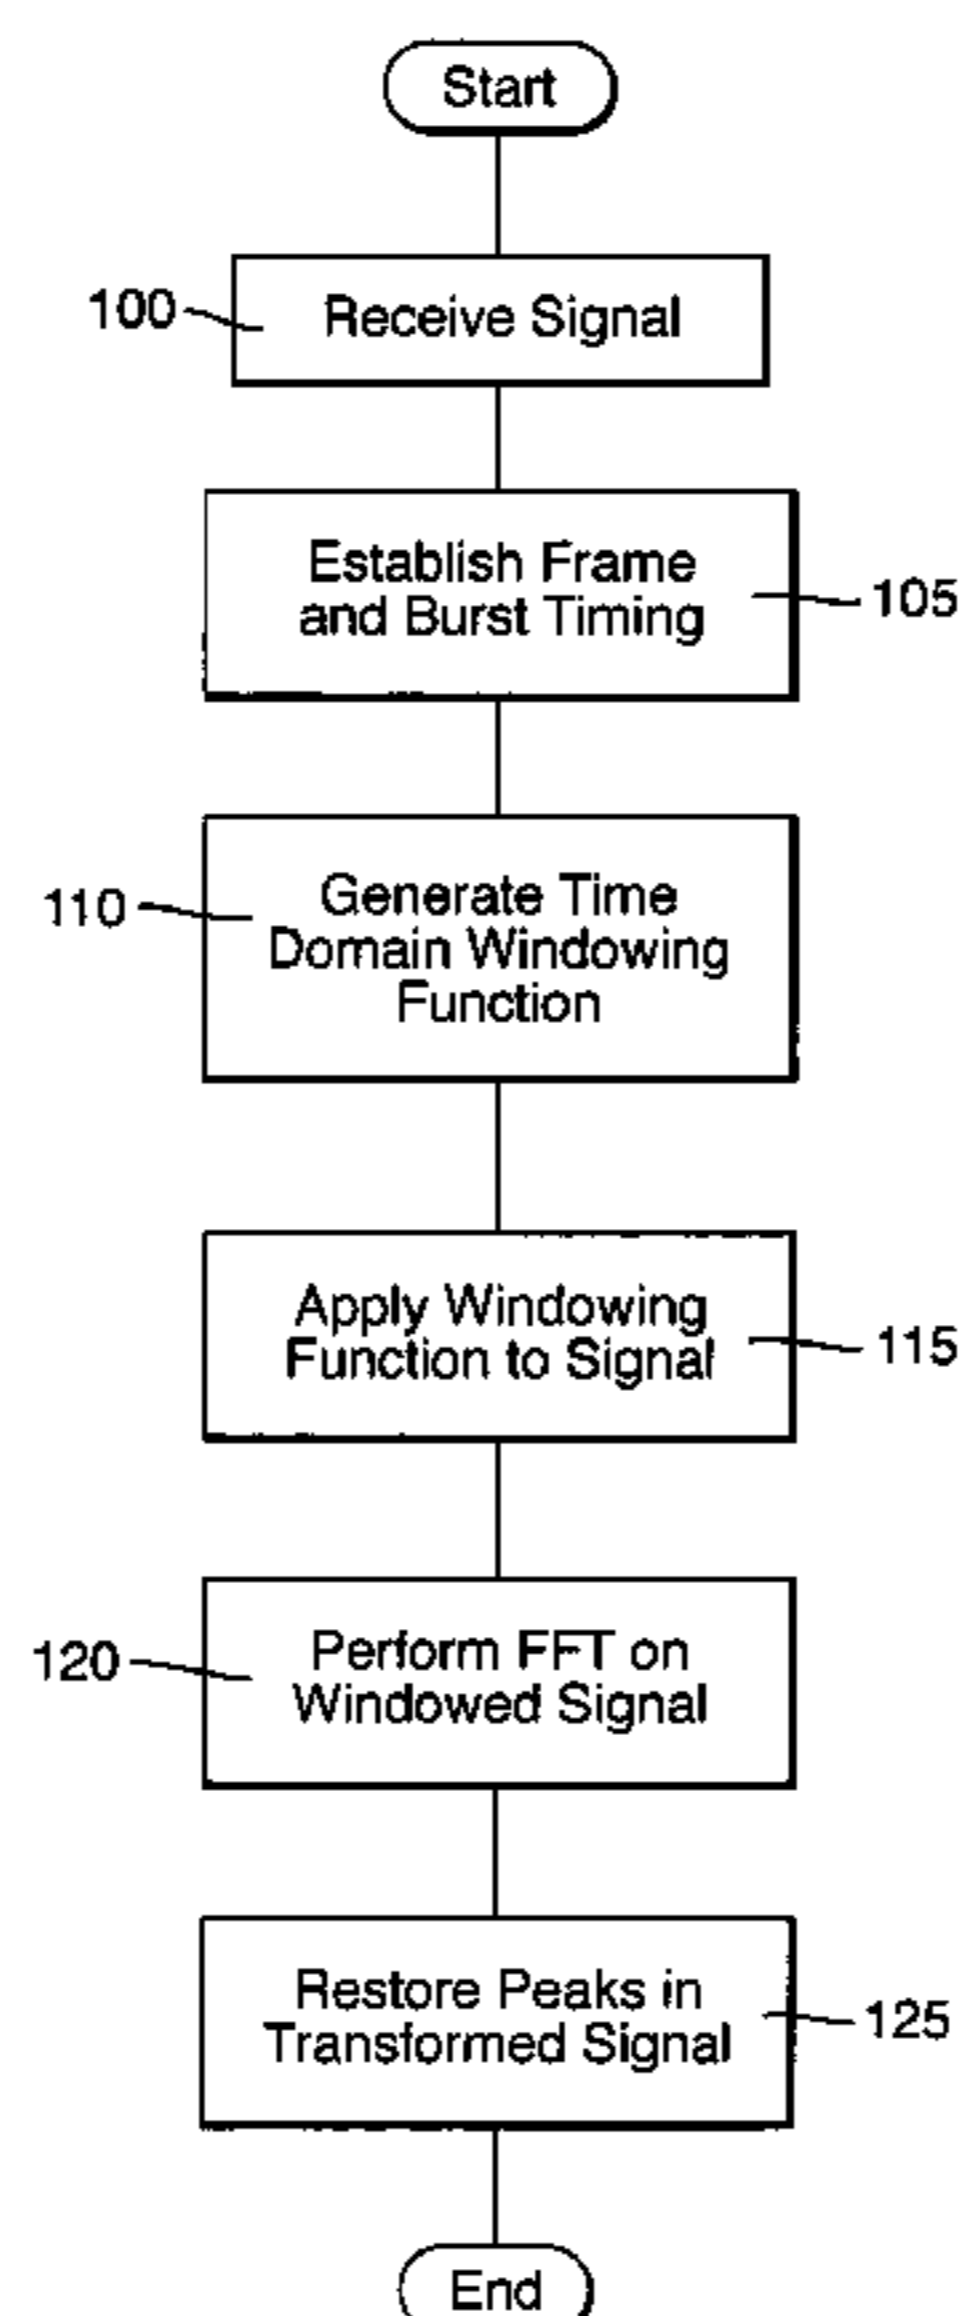 Start
100
Receive Signal
Establish Frame
and Burst Timing
105
110
Generate Time
Domain Windowing
Function
Apply Windowing
Function to Signal
115
120
Perform FFT on
Windowed Signal
Restore Peaks in
Transformed Signal
125
End